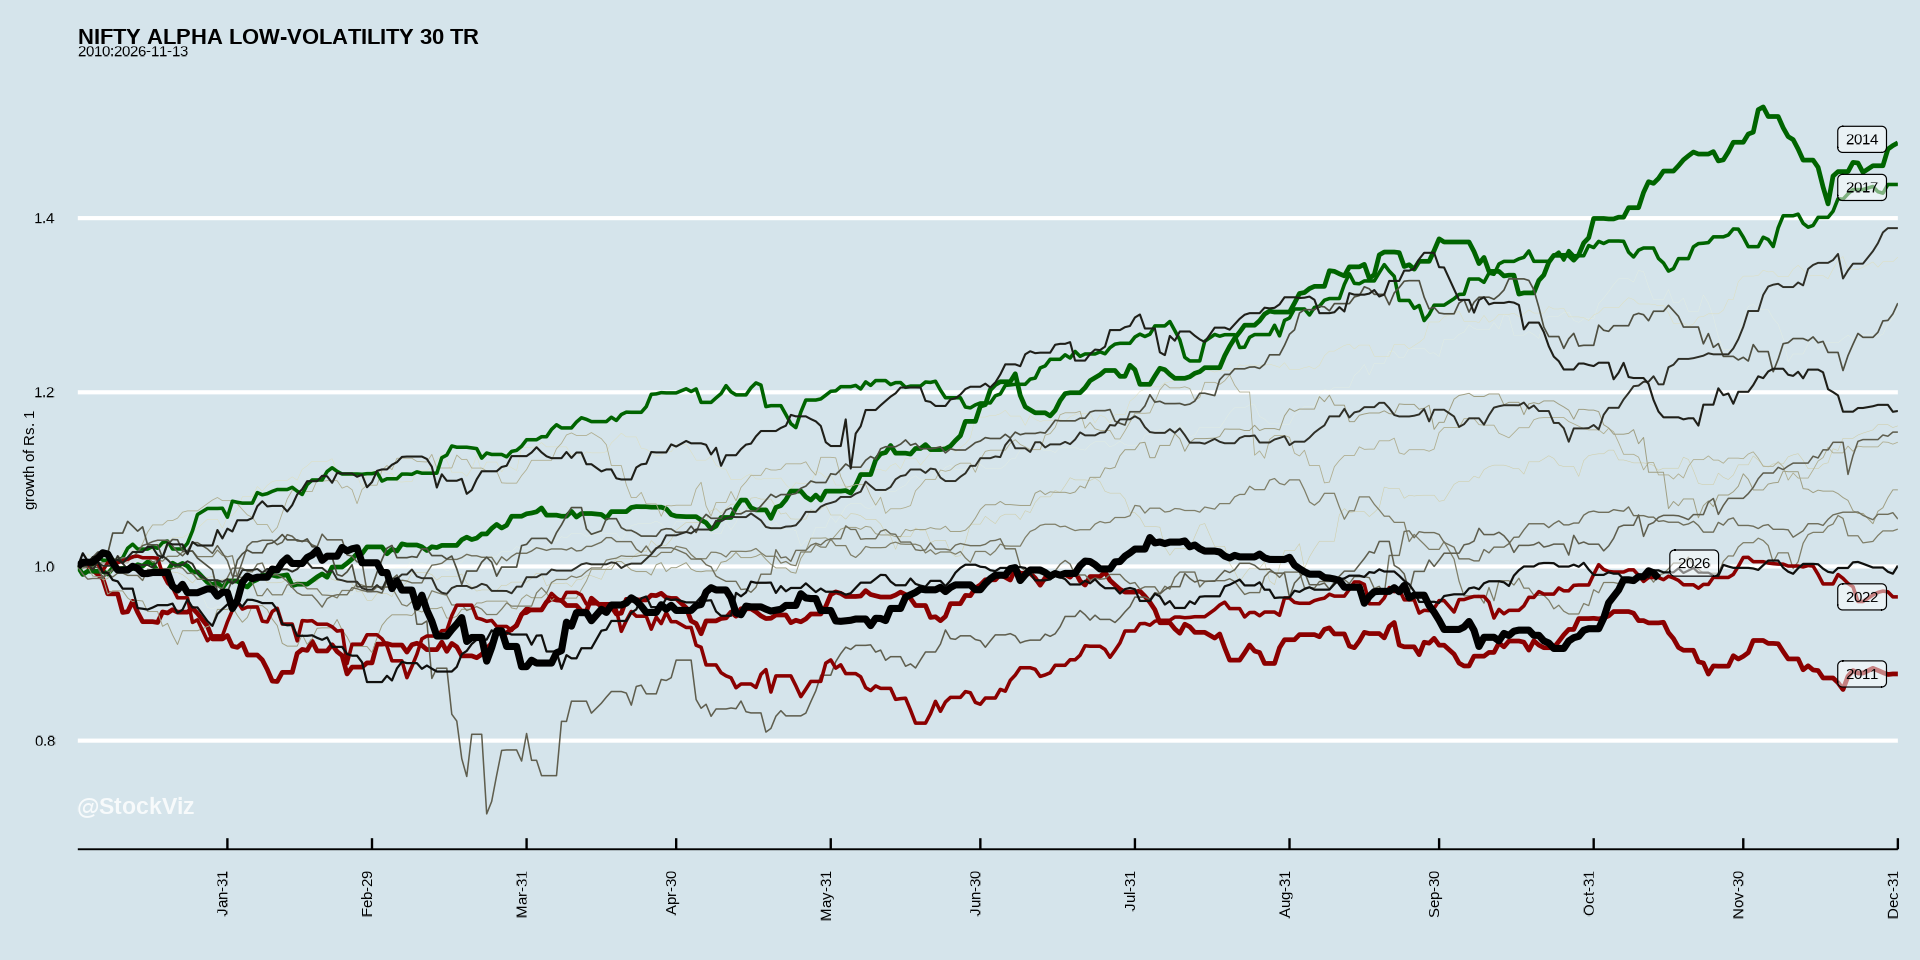 NIFTY ALPHA LOW-VOLATILITY 30 TR
2010:2026-11-13
2014
2017
1.4
1.2
growth of Rs. 1
1.0
2026
2022
2011
0.8
@StockViz
Jan-31
Feb-29
Mar-31
Apr-30
May-31
Jun-30
Jul-31
Aug-31
Sep-30
Oct-31
Nov-30
Dec-31